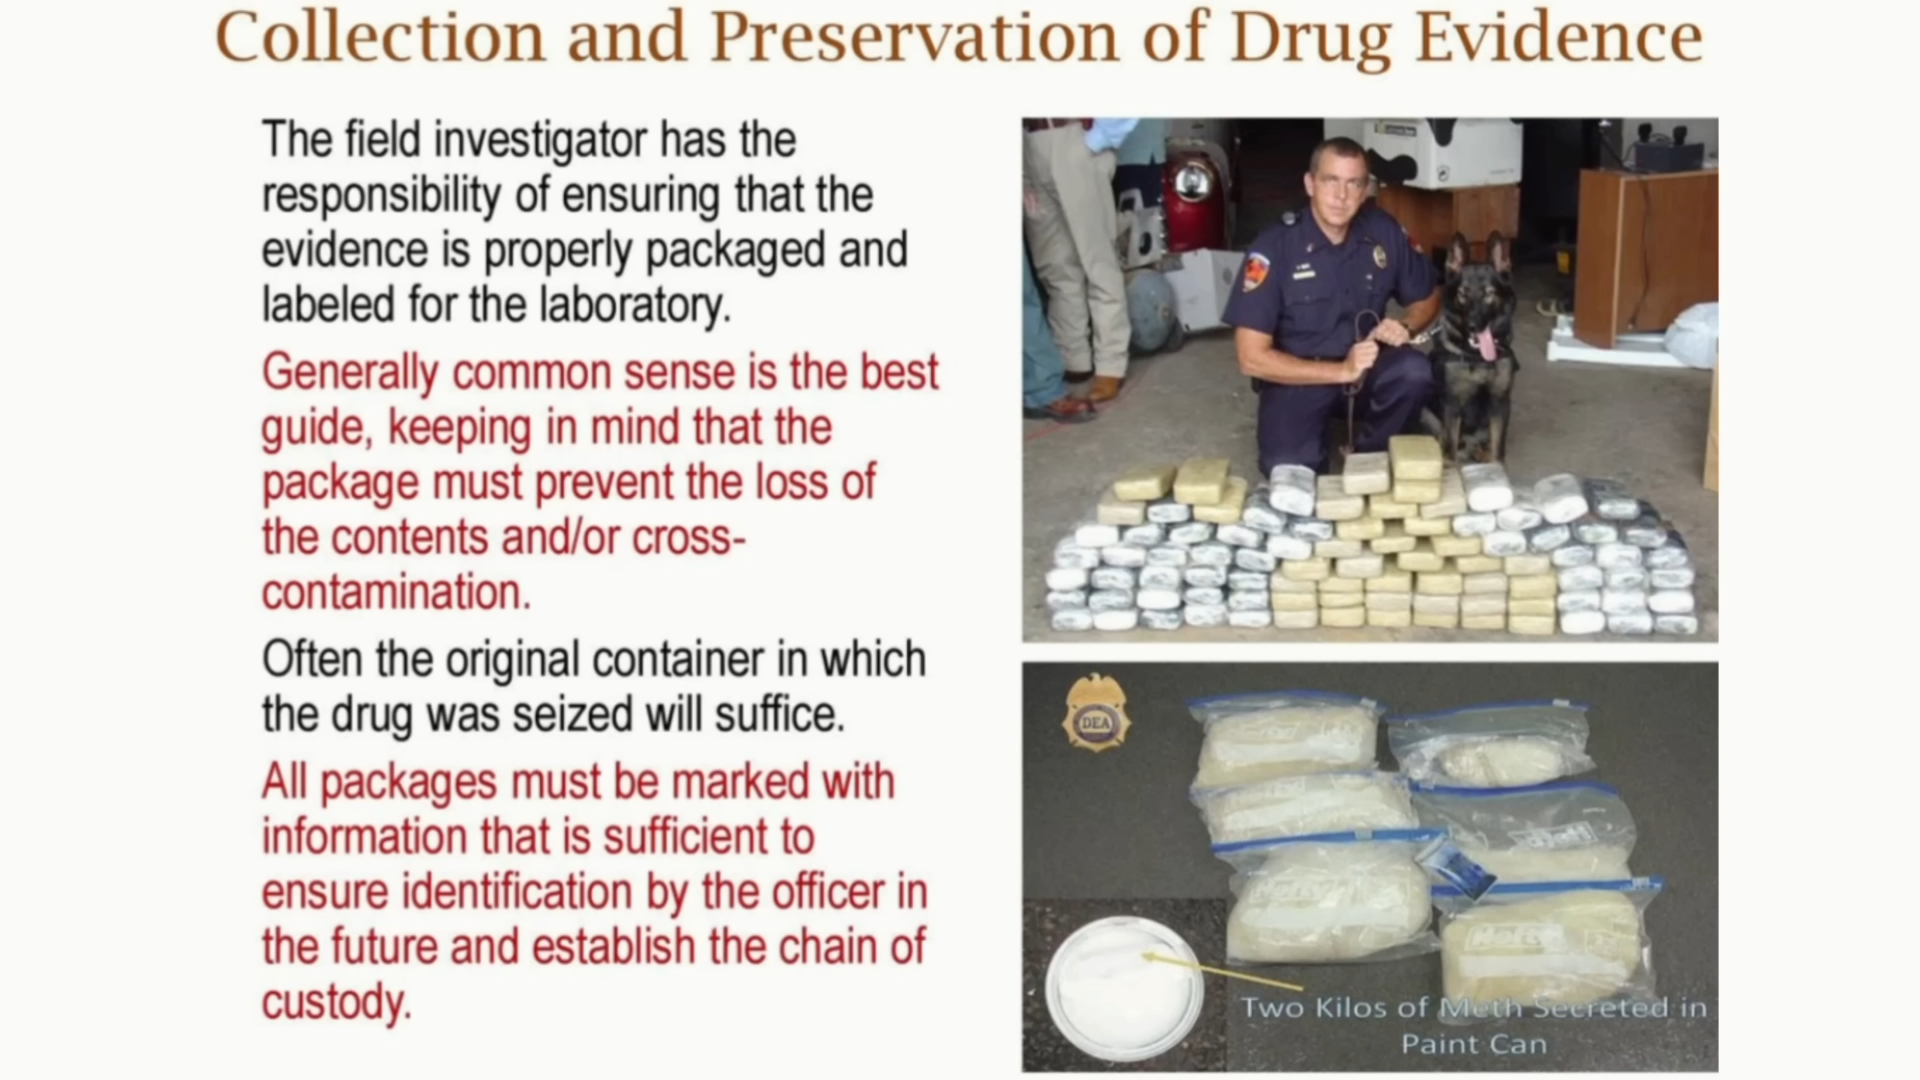 Collection and Preservation of Drug Evidence
The field investigator has the
responsibility of ensuring that the
evidence is properly packaged and
labeled for the laboratory.
Generally common sense is the best
guide, keeping in mind that the
package must prevent the loss of
the contents and/or cross-
contamination.
Often the original container in which
the drug was seized will suffice.
All packages must be marked with
information that is sufficient to
ensure identification by the officer in
the future and establish the chain of
custody.
DEA
Two Kilos of Meth Secreted in
Paint Can